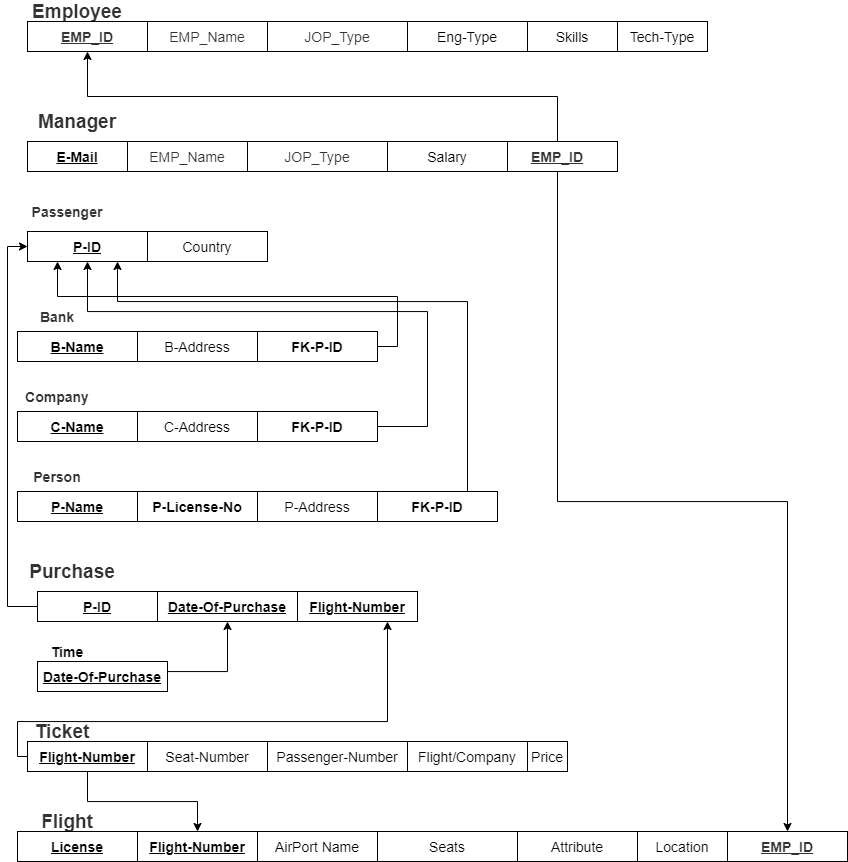 Employee
EMP_ID EMP_Name JOP_Type Eng-Type Skills Tech-Type
Manager
E-Mail EMP_Name JOP_Type Salary EMP_ID
Passenger
P-ID Country
Bank
B-Name B-Address FK-P-ID
Company
C-Name C-Address FK-P-ID
Person
P-Name P-License-No P-Address FK-P-ID
Purchase
P-ID Date-Of-Purchase Flight-Number
Time
Date-Of-Purchase
Ticket
Flight-Number Seat-Number Passenger-Number Flight/Company Price
Flight
License Flight-Number AirPort Name Seats Attribute Location EMP_ID